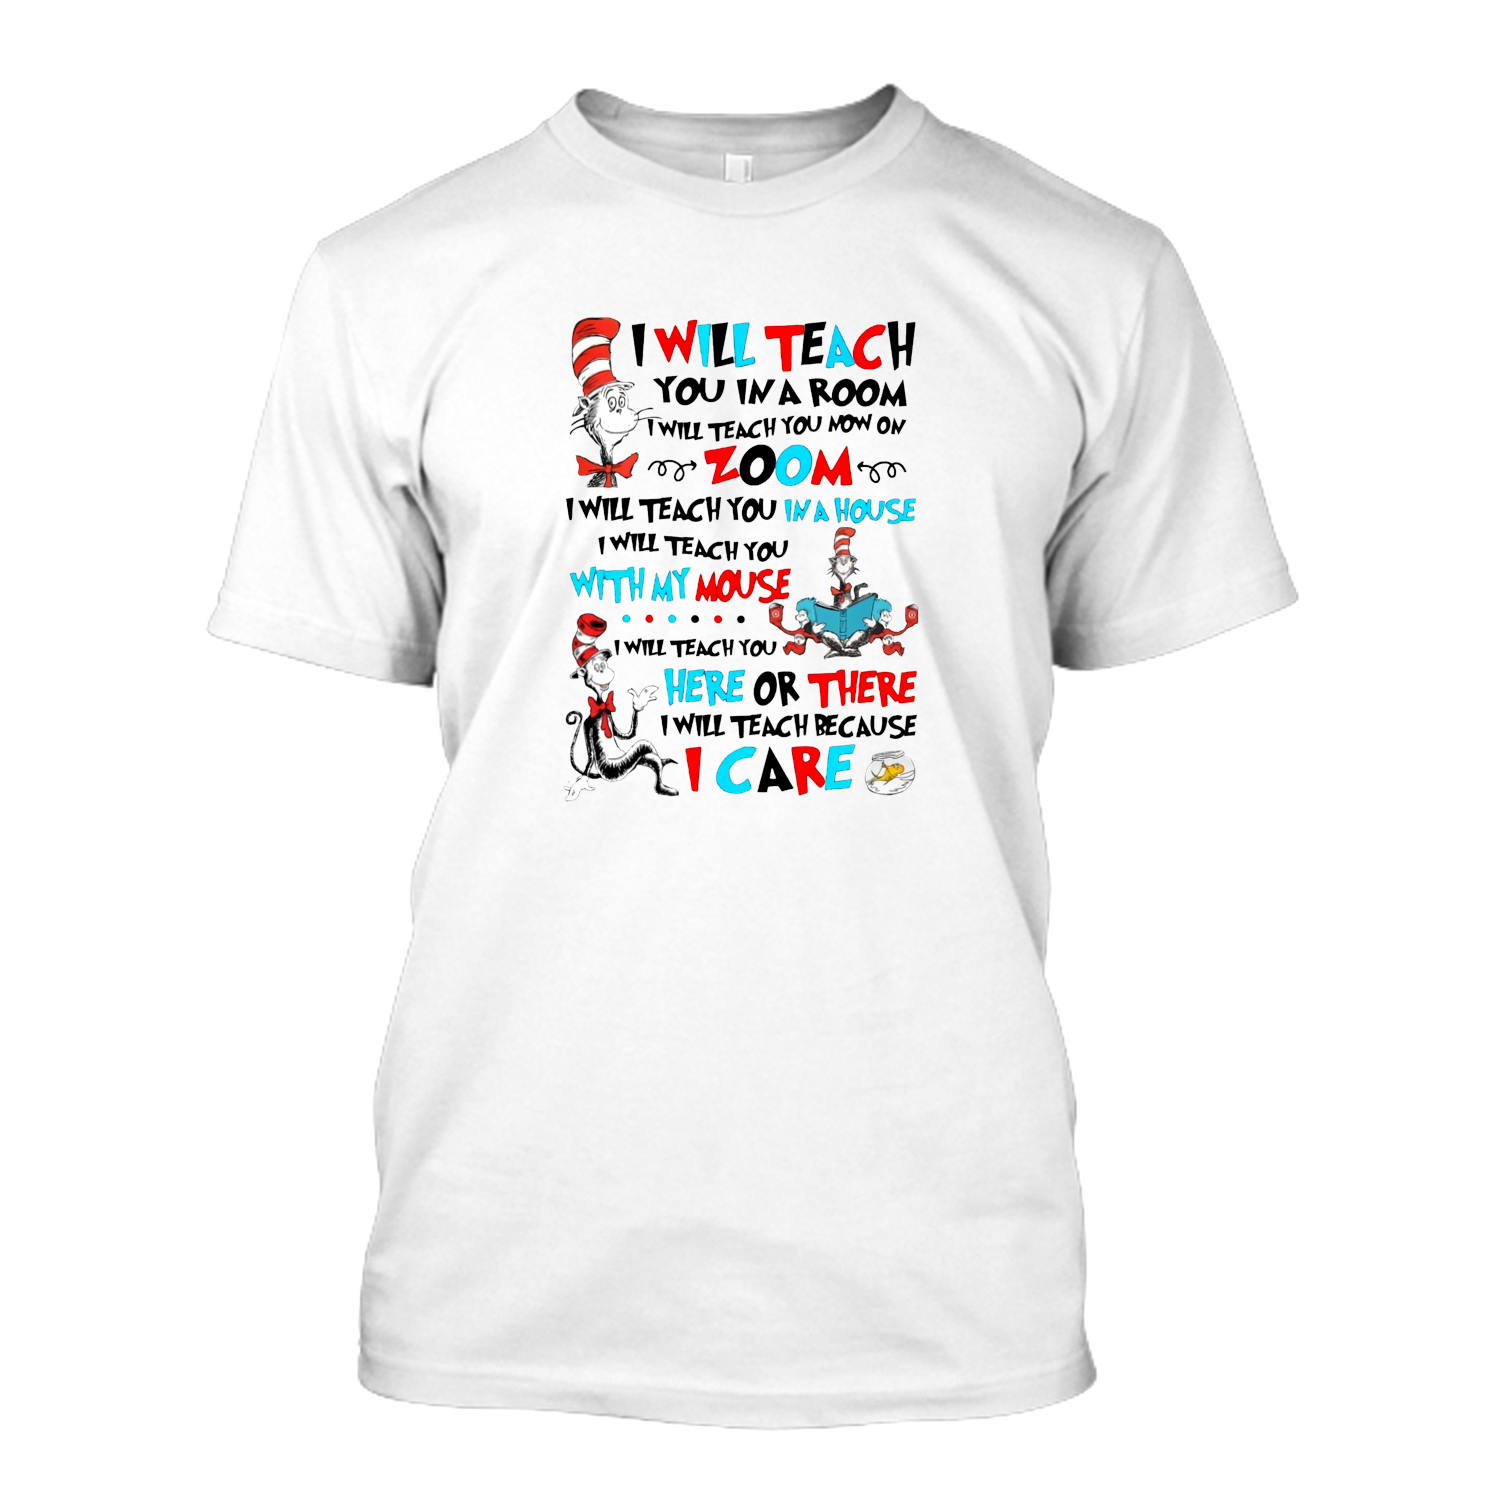 I WILL TEACH
YOU IN A ROOM
I WILL TEACH YOU NOW ON
ZOOM
I WILL TEACH YOU IN A HOUSE
I WILL TEACH YOU
WITH MY MOUSE
I WILL TEACH YOU
HERE OR THERE
I WILL TEACH BECAUSE
I CARE